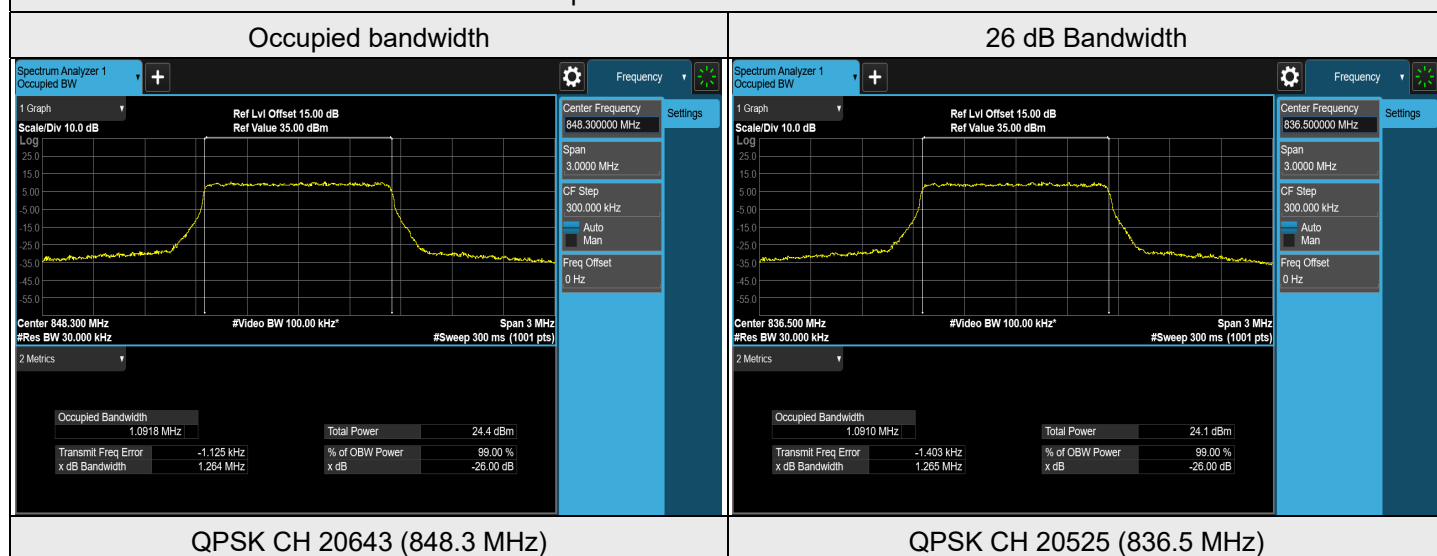 Occupied bandwidth
26 dB Bandwidth
Spectrum Analyzer 1
Occupied BW
+
Frequency
1 Graph
Ref Lvl Offset 15.00 dB
Scale/Div 10.0 dB
Ref Value 35.00 dBm
Log
25.0
15.0
5.00
-5.00
-15.0
-25.0
-35.0
-45.0
-55.0
Center 848.300 MHz
#Video BW 100.00 kHz*
Span 3 MHz
#Res BW 30.000 kHz
#Sweep 300 ms (1001 pts)
Center Frequency
848.300000 MHz
Settings
Span
3.0000 MHz
CF Step
300.000 kHz
Auto
Man
Freq Offset
0 Hz
2 Metrics
Occupied Bandwidth
1.0918 MHz
Total Power 24.4 dBm
Transmit Freq Error -1.125 kHz
% of OBW Power 99.00 %
x dB Bandwidth 1.264 MHz
x dB -26.00 dB
Spectrum Analyzer 1
Occupied BW
+
Frequency
1 Graph
Ref Lvl Offset 15.00 dB
Scale/Div 10.0 dB
Ref Value 35.00 dBm
Log
25.0
15.0
5.00
-5.00
-15.0
-25.0
-35.0
-45.0
-55.0
Center 836.500 MHz
#Video BW 100.00 kHz*
Span 3 MHz
#Res BW 30.000 kHz
#Sweep 300 ms (1001 pts)
Center Frequency
836.500000 MHz
Settings
Span
3.0000 MHz
CF Step
300.000 kHz
Auto
Man
Freq Offset
0 Hz
2 Metrics
Occupied Bandwidth
1.0910 MHz
Total Power 24.1 dBm
Transmit Freq Error -1.403 kHz
% of OBW Power 99.00 %
x dB Bandwidth 1.265 MHz
x dB -26.00 dB
QPSK CH 20643 (848.3 MHz)
QPSK CH 20525 (836.5 MHz)